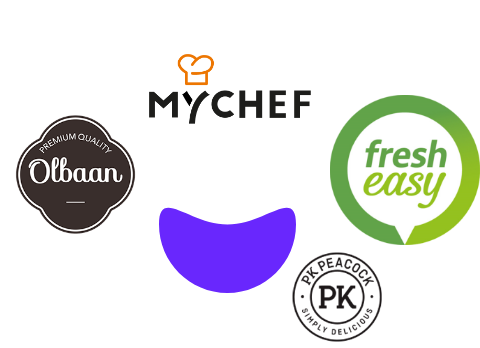 MYCHEF
PREMIUM QUALITY
Olbaan
fresh
easy
PK PEACOCK
PK
SIMPLY DELICIOUS